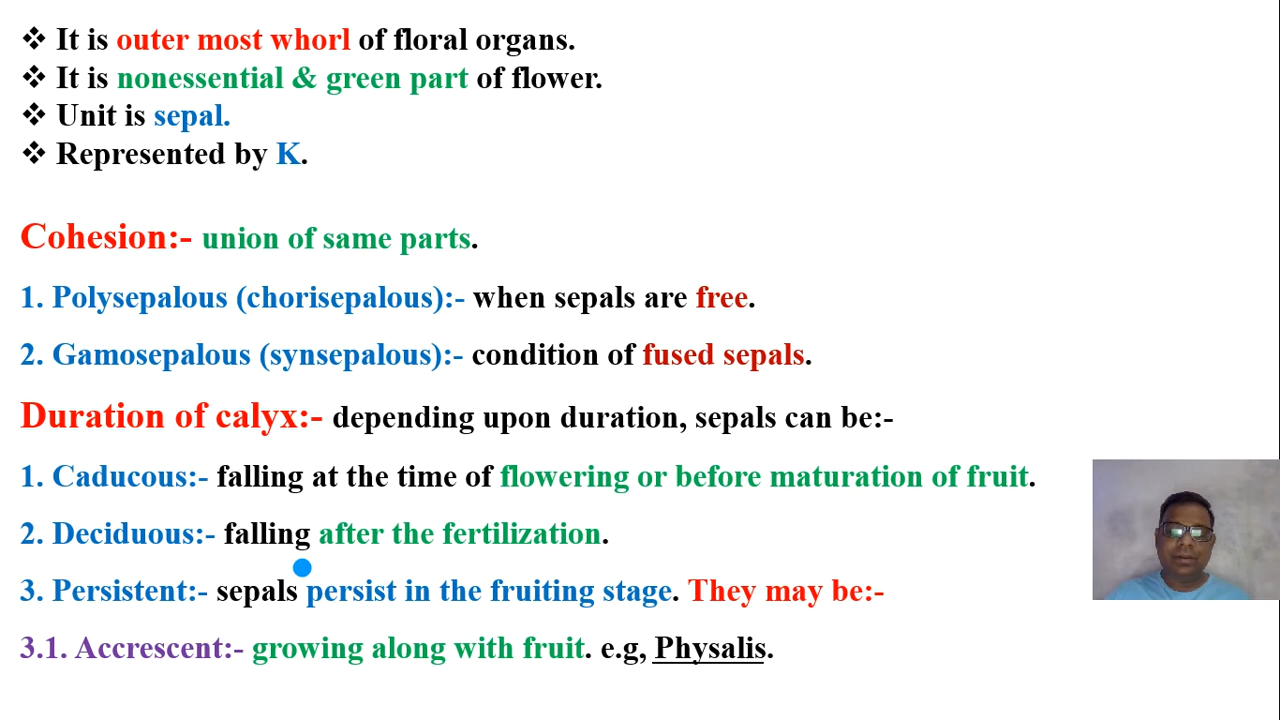 ❖ It is outer most whorl of floral organs.
❖ It is nonessential & green part of flower.
❖ Unit is sepal.
❖ Represented by K.
Cohesion:- union of same parts.
1. Polysepalous (chorisepalous):- when sepals are free.
2. Gamosepalous (synsepalous):- condition of fused sepals.
Duration of calyx:- depending upon duration, sepals can be:-
1. Caducous:- falling at the time of flowering or before maturation of fruit.
2. Deciduous:- falling after the fertilization.
3. Persistent:- sepals persist in the fruiting stage. They may be:-
3.1. Accrescent:- growing along with fruit. e.g, Physalis.